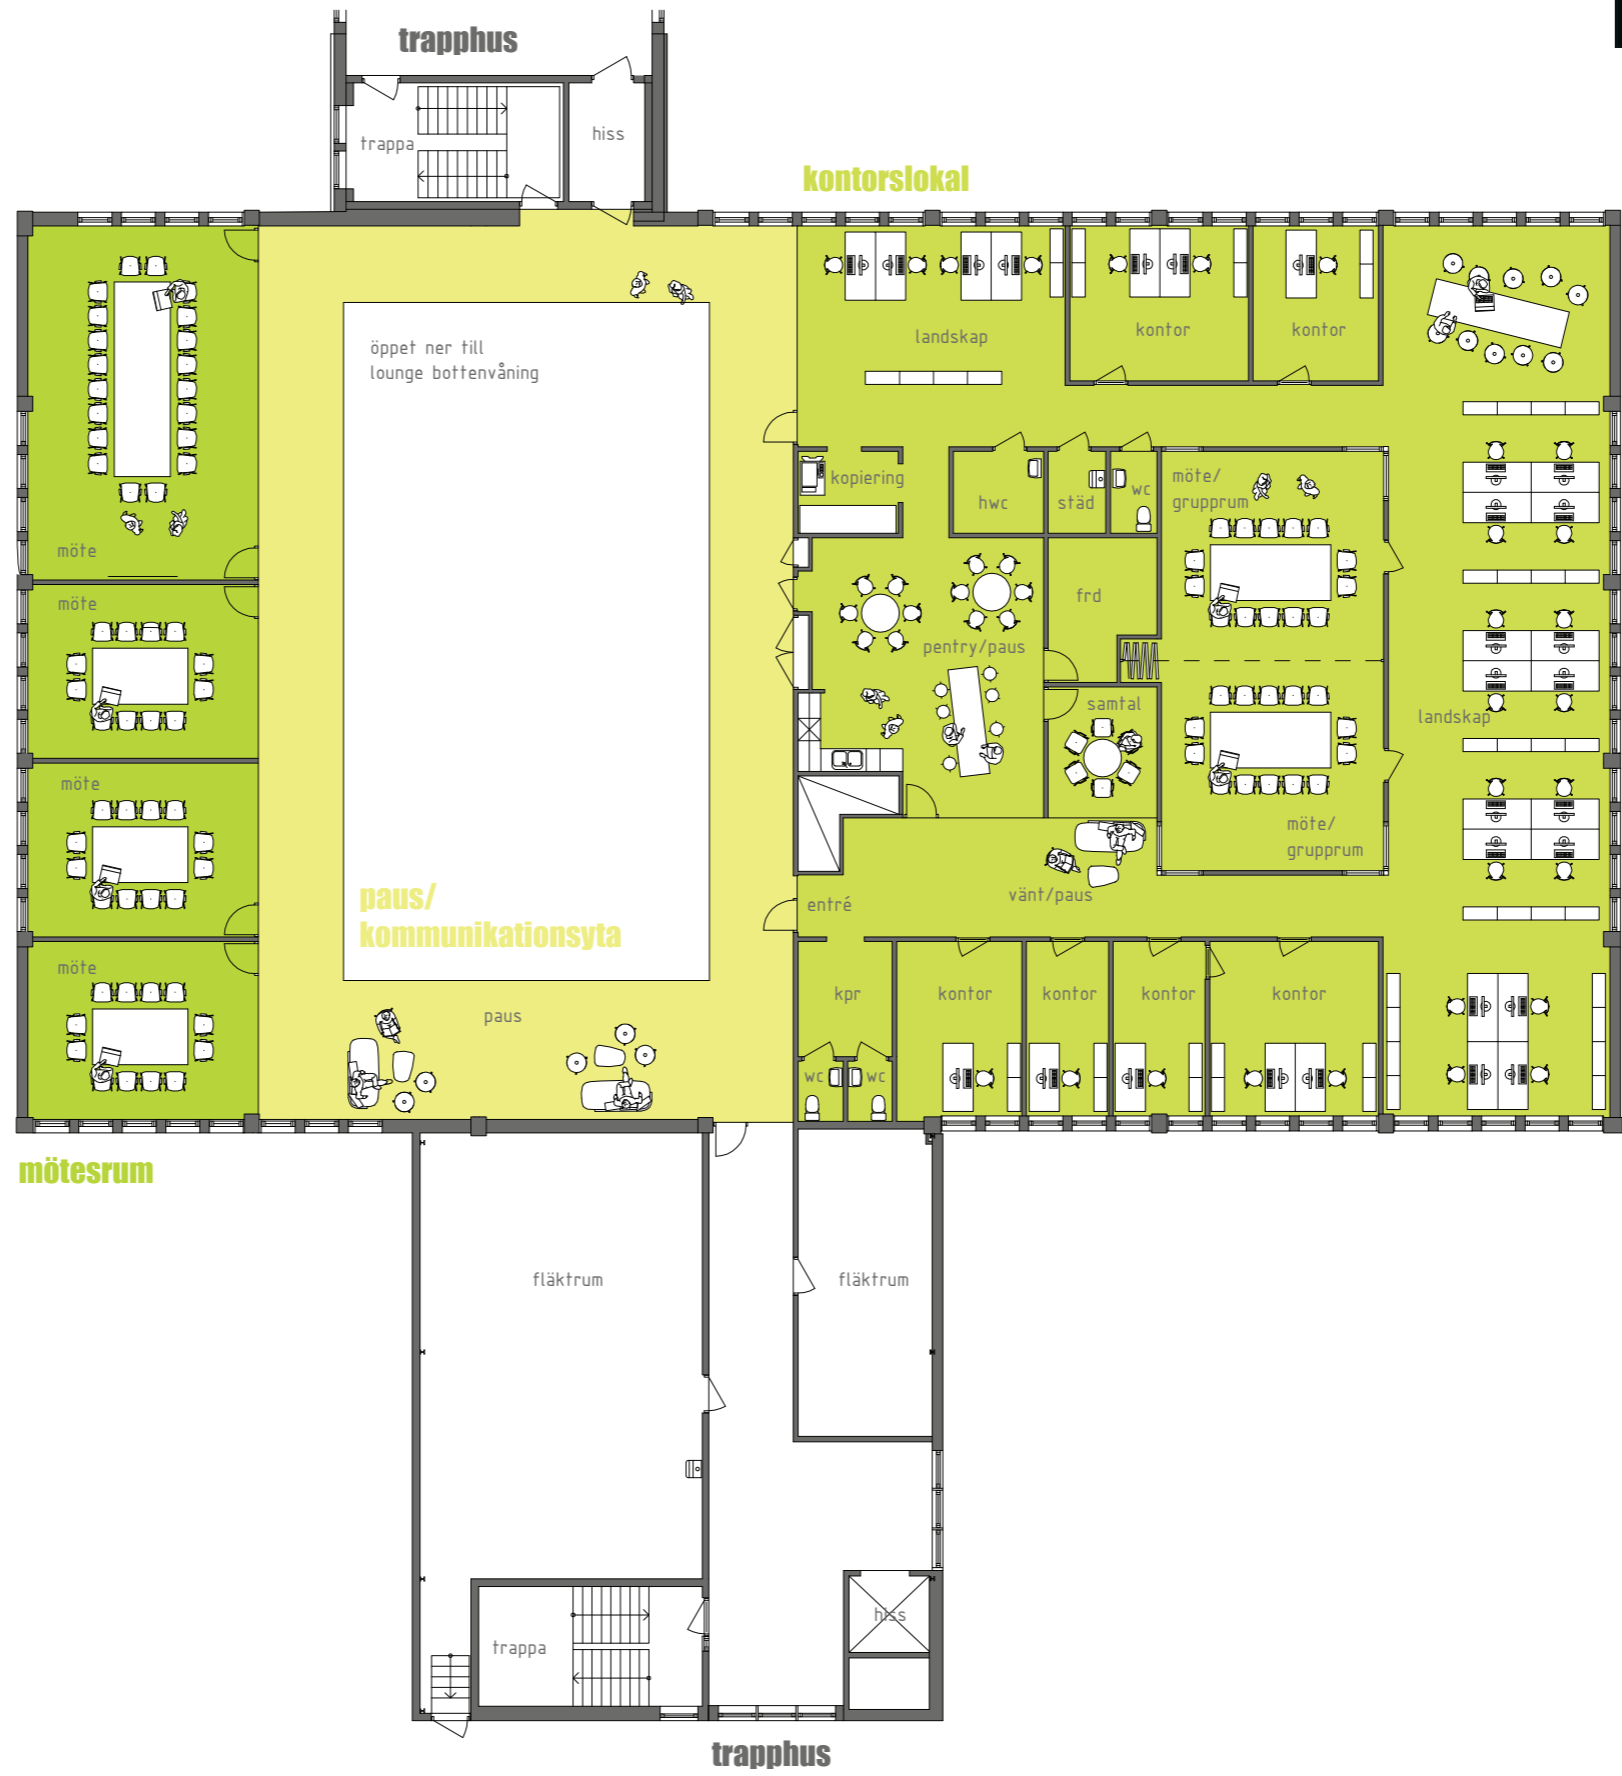 trapphus
trappa
hiss
kontorslokal
öppet ner till
lounge bottenvåning
landskap
kontor
kontor
möte
kopiering
hwc
städ
wc
möte/
grupprum
möte
frd
pentry/paus
samtal
landskap
möte
möte/
grupprum
paus/
kommunikationsyta
entré
vänt/paus
möte
kpr
kontor
kontor
kontor
kontor
paus
wc
wc
mötesrum
fläktrum
fläktrum
hiss
trappa
trapphus